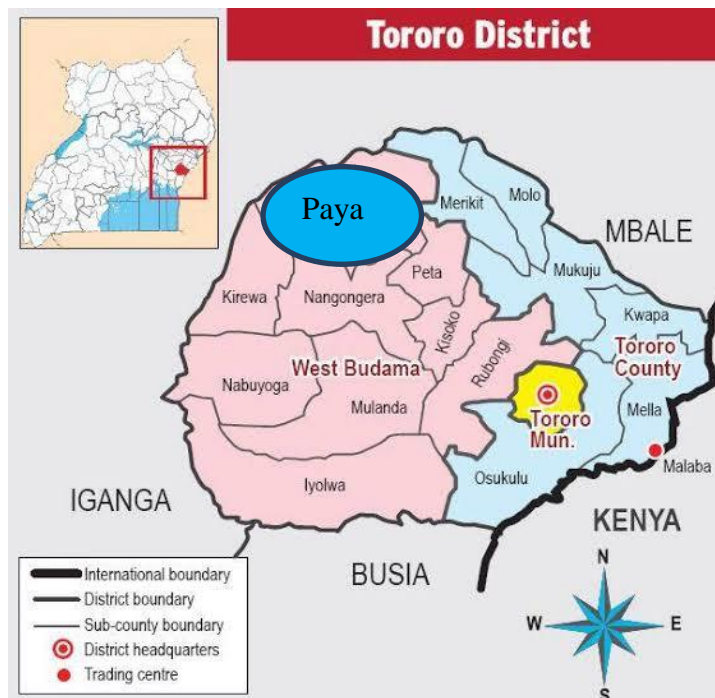 Tororo District
Paya
Merikit
Molo
MBALE
Mukuju
Peta
Kirewa
Nangongera
Kwapa
Kisoko
Tororo
County
West Budama
Rubongi
Nabuyoga
Mulanda
Mella
Tororo
Mun.
Malaba
Osukulu
Iyolwa
IGANGA
KENYA
BUSIA
International boundary
District boundary
Sub-county boundary
District headquarters
Trading centre
N
W
E
S